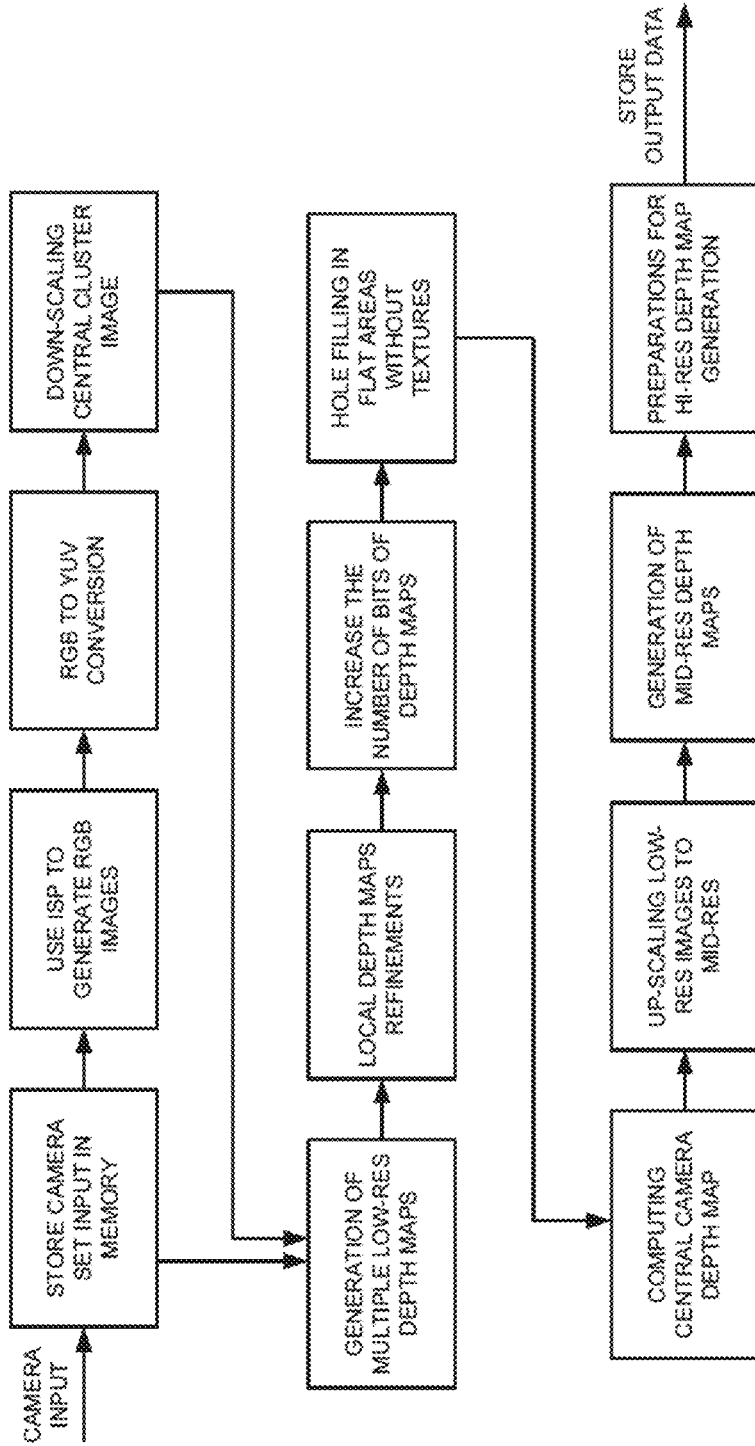 CAMERA
INPUT
STORE CAMERA
SET INPUT IN
MEMORY
USE ISP TO
GENERATE RGB
IMAGES
RGB TO YUV
CONVERSION
DOWN-SCALING
CENTRAL CLUSTER
IMAGE
GENERATION OF
MULTIPLE LOW-RES
DEPTH MAPS
LOCAL DEPTH MAPS
REFINEMENTS
INCREASE THE
NUMBER OF BITS OF
DEPTH MAPS
HOLE FILLING IN
FLAT AREAS
WITHOUT
TEXTURES
COMPUTING
CENTRAL CAMERA
DEPTH MAP
UP-SCALING LOW-
RES IMAGES TO
MID-RES
GENERATION OF
MID-RES DEPTH
MAPS
PREPARATIONS FOR
HI-RES DEPTH MAP
GENERATION
STORE
OUTPUT DATA